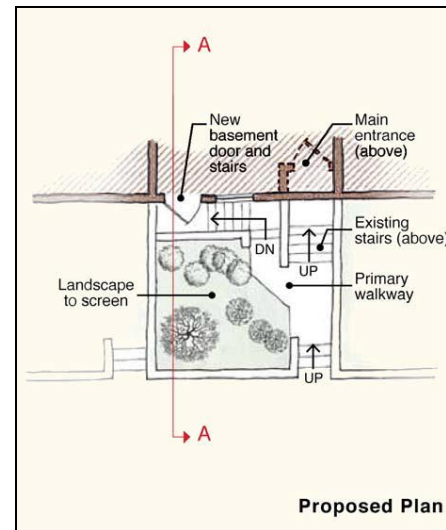 A
New
basement
door and
stairs
Main
entrance
(above)
Existing
stairs (above)
DN
UP
Landscape
to screen
Primary
walkway
UP
A
Proposed Plan